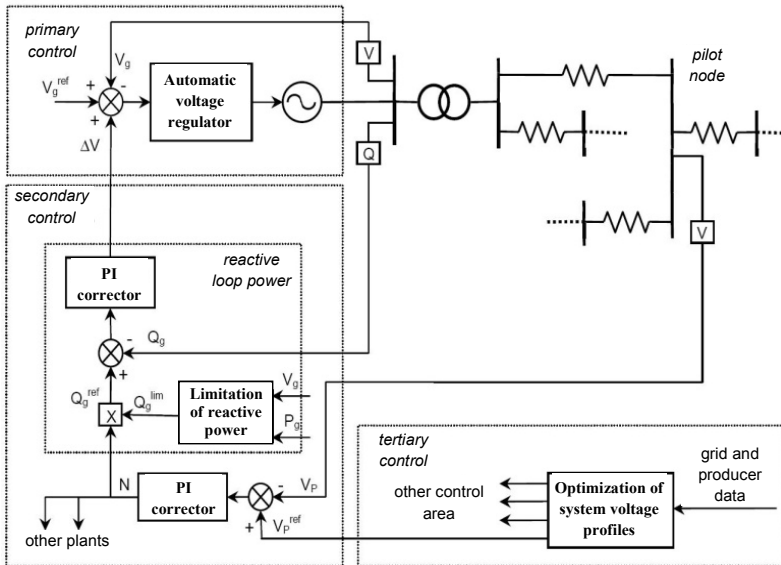 primary
control
V
pilot
node
V_g
V_g^ref
+
-
+
Automatic
voltage
regulator
ΔV
Q
secondary
control
V
reactive
loop power
PI
corrector
-
Q_g
+
Q_g^ref
Q_g^lim
X
Limitation
of reactive
power
V_g
P_g
tertiary
control
grid and
producer
data
N
PI
corrector
-
V_P
+
V_P^ref
other control
area
Optimization of
system voltage
profiles
other plants